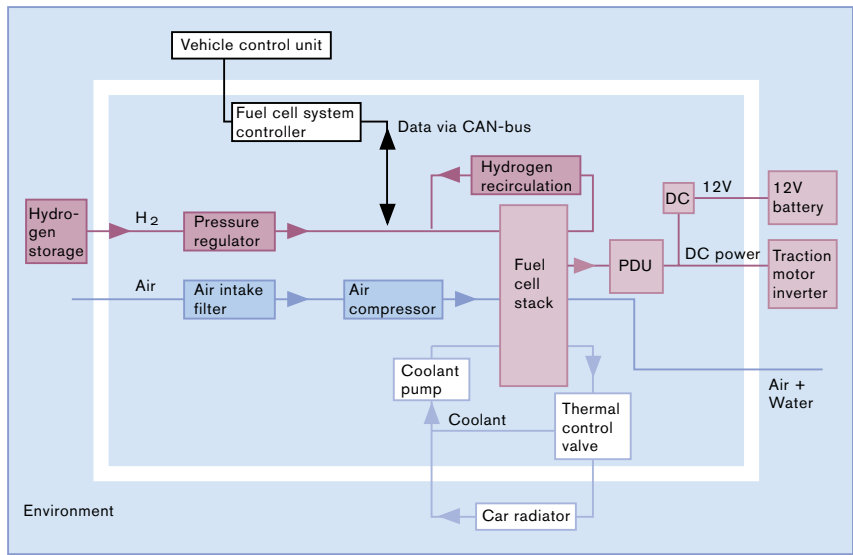 Vehicle control unit
Fuel cell system
controller
Data via CAN-bus
Hydrogen
recirculation
DC
12V
12V
battery
Hydro-
gen
storage
H2
Pressure
regulator
Fuel
cell
stack
PDU
DC power
Traction
motor
inverter
Air
Air intake
filter
Air
compressor
Coolant
pump
Air +
Water
Coolant
Thermal
control
valve
Environment
Car radiator